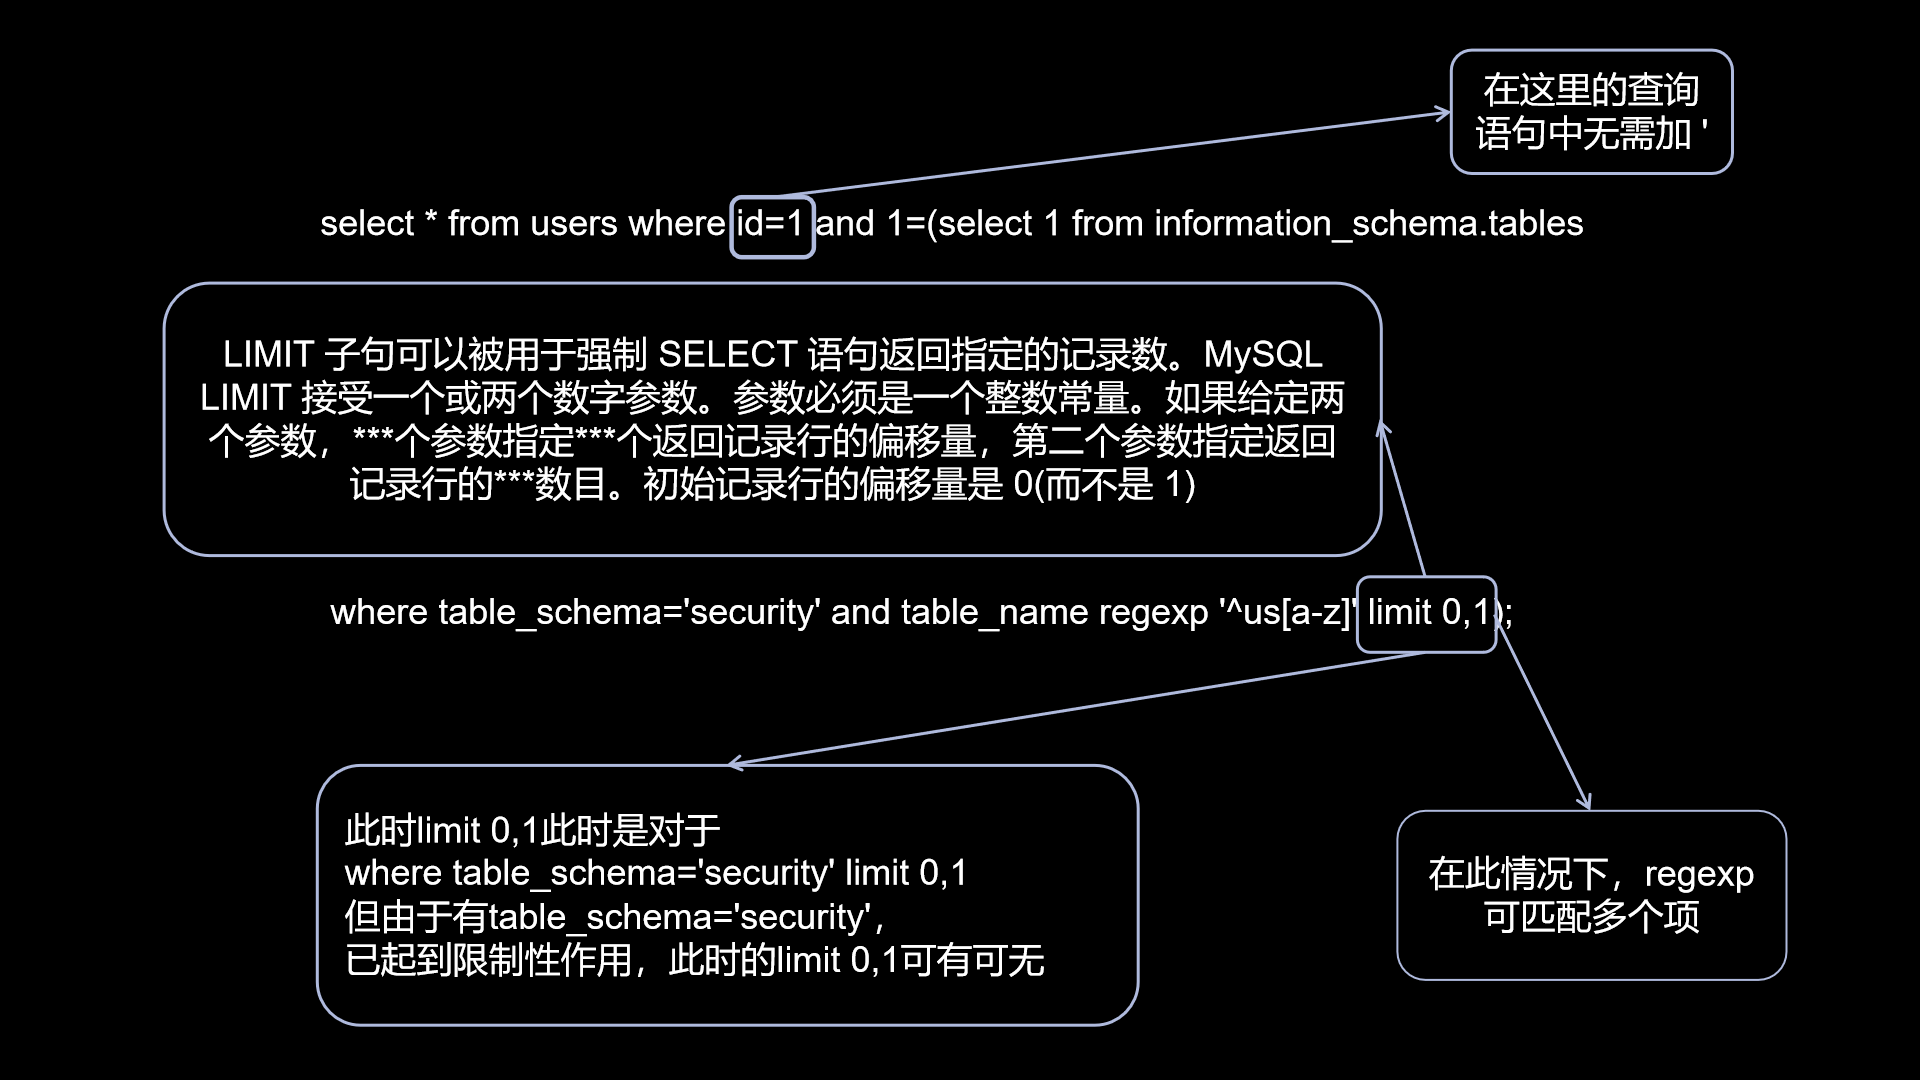 在这里的查询
语句中无需加 '
select * from users where id=1 and 1=(select 1 from information_schema.tables
LIMIT 子句可以被用于强制 SELECT 语句返回指定的记录数。MySQL
LIMIT 接受一个或两个数字参数。参数必须是一个整数常量。如果给定两
个参数，***个参数指定***个返回记录行的偏移量，第二个参数指定返回
记录行的***数目。初始记录行的偏移量是 0(而不是 1)
where table_schema='security' and table_name regexp '^us[a-z]' limit 0,1);
此时limit 0,1此时是对于
where table_schema='security' limit 0,1
但由于有table_schema='security'，
已起到限制性作用，此时的limit 0,1可有可无
在此情况下，regexp
可匹配多个项